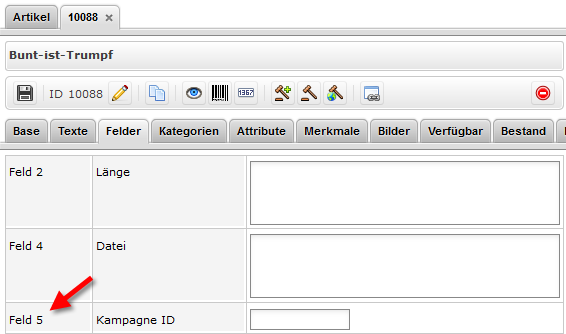 Artikel 10088 ×
Bunt-ist-Trumpf
ID 10088 1367
Base Texte Felder Kategorien Attribute Merkmale Bilder Verfügbar Bestand
Feld 2 Länge
Feld 4 Datei
Feld 5 Kampagne ID